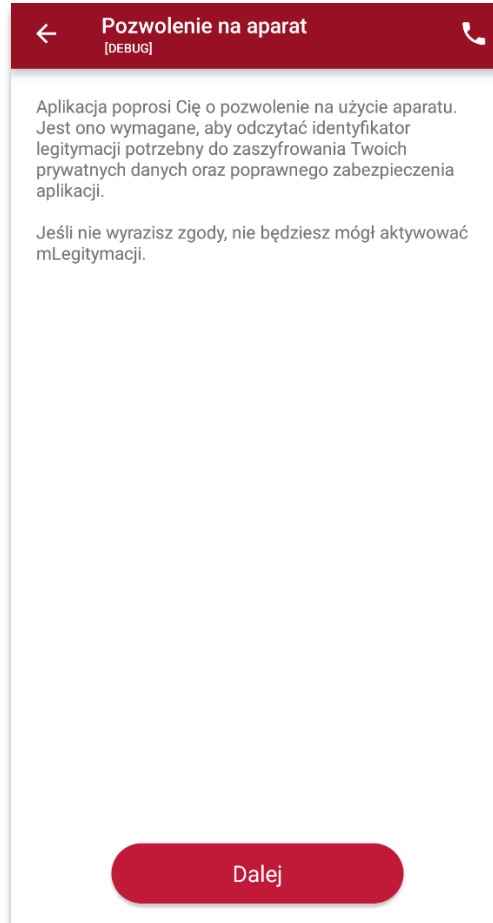 Pozwolenie na aparat
[DEBUG]
Aplikacja poprosi Cię o pozwolenie na użycie aparatu.
Jest ono wymagane, aby odczytać identyfikator
legitymacji potrzebny do zaszyfrowania Twoich
prywatnych danych oraz poprawnego zabezpieczenia
aplikacji.
Jeśli nie wyrazisz zgody, nie będziesz mógł aktywować
mLegitymacji.
Dalej